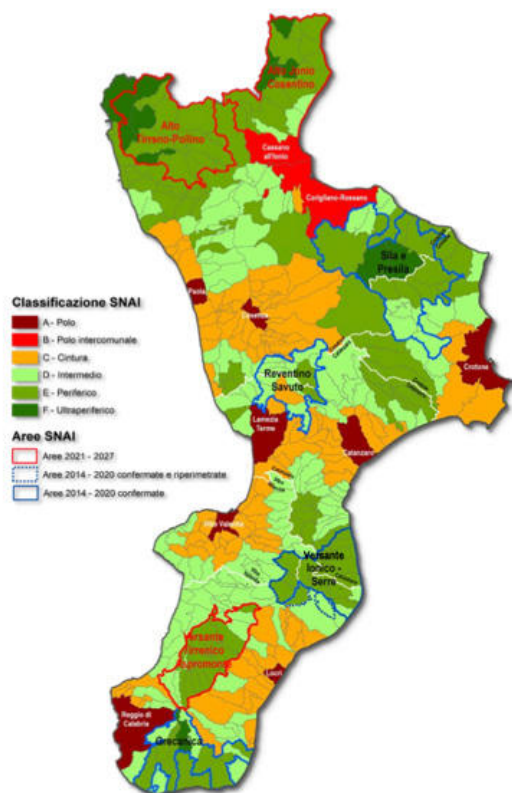 Alto Jonio
Cosentino
Alto
Tirreno-Pollino
Cassano
all'Ionio
Corigliano-Rossano
Sila e
Presila
Paola
Cosenza
Crotone
Reventino
Savuto
Lamezia
Terme
Catanzaro
Vibo Valentia
Versante
Ionico -
Serre
Versante
Tirrenico
Aspromonte
Locri
Reggio di
Calabria
Grecanica
Classificazione SNAI
A - Polo
B - Polo intercomunale
C - Cintura
D - Intermedio
E - Periferico
F - Ultraperiferico
Aree SNAI
Aree 2021 - 2027
Aree 2014 - 2020 confermate e riperimetrate
Aree 2014 - 2020 confermate